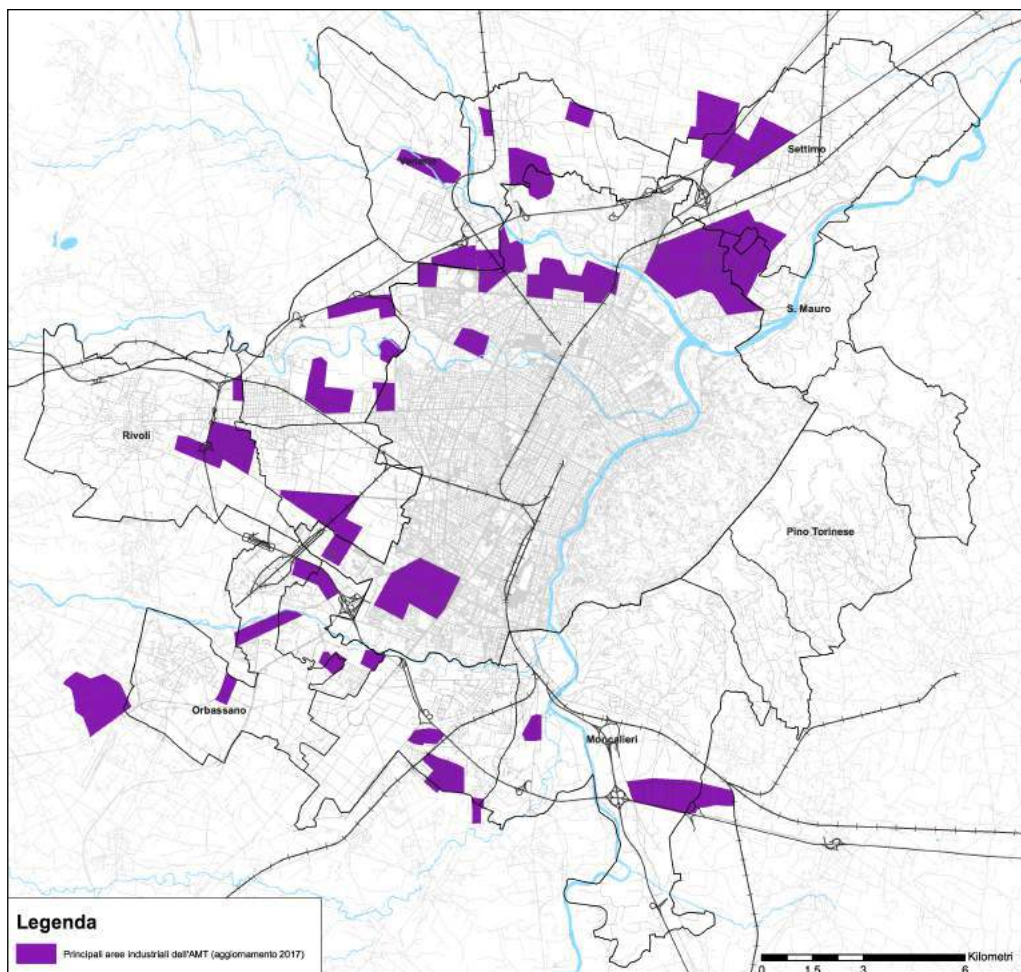 Venaria
Settimo
S. Mauro
Rivoli
Pino Torinese
Orbassano
Moncalieri
Legenda
Principali aree industriali dell'AMT (aggiornamento 2017)
Kilometri
0 1,5 3 6